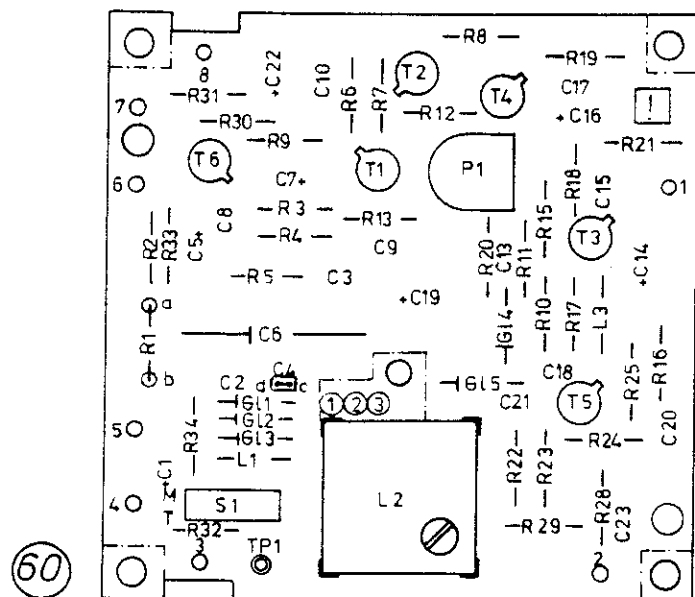 R8
R19
8
C22
C10
R6
R7
T2
T4
C17
R31
7
R12
C16
!
R30
R9
R21
T6
T1
P1
C7+
R18
C15
6
1
C8
R3
R13
R15
R2
R33
C5+
R4
C9
R20
C13
R11
T3
R5
C3
+C19
+C14
a
Gl4
R10
R17
L3
R1
C6
C4
b
C2
d
c
Gl5
C18
R25
R16
Gl1
1
2
3
C21
T5
Gl2
5
R34
Gl3
R24
C20
L1
+C1
R22
R23
M
S1
L2
4
T
R32
R29
R28
C23
3
TP1
2
60